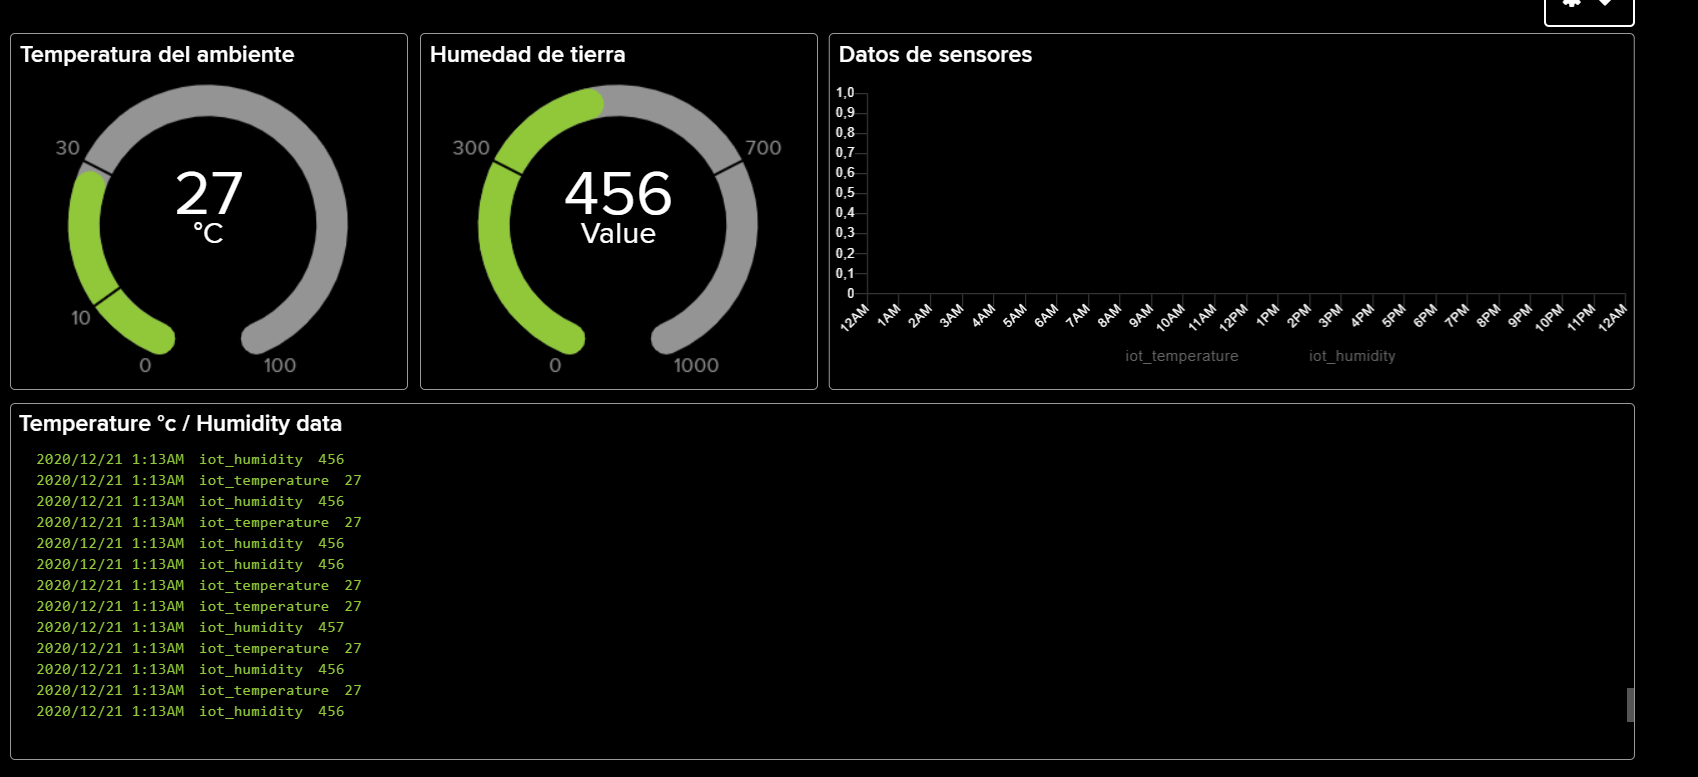 Temperatura del ambiente
30
27
°C
10
0
100
Humedad de tierra
300
700
456
Value
0
1000
Datos de sensores
1,0
0,9
0,8
0,7
0,6
0,5
0,4
0,3
0,2
0,1
0
12AM 1AM 2AM 3AM 4AM 5AM 6AM 7AM 8AM 9AM 10AM 11AM 12PM 1PM 2PM 3PM 4PM 5PM 6PM 7PM 8PM 9PM 10PM 11PM 12AM
iot_temperature iot_humidity
Temperature °c / Humidity data
2020/12/21 1:13AM iot_humidity 456
2020/12/21 1:13AM iot_temperature 27
2020/12/21 1:13AM iot_humidity 456
2020/12/21 1:13AM iot_temperature 27
2020/12/21 1:13AM iot_humidity 456
2020/12/21 1:13AM iot_humidity 456
2020/12/21 1:13AM iot_temperature 27
2020/12/21 1:13AM iot_temperature 27
2020/12/21 1:13AM iot_humidity 457
2020/12/21 1:13AM iot_temperature 27
2020/12/21 1:13AM iot_humidity 456
2020/12/21 1:13AM iot_temperature 27
2020/12/21 1:13AM iot_humidity 456